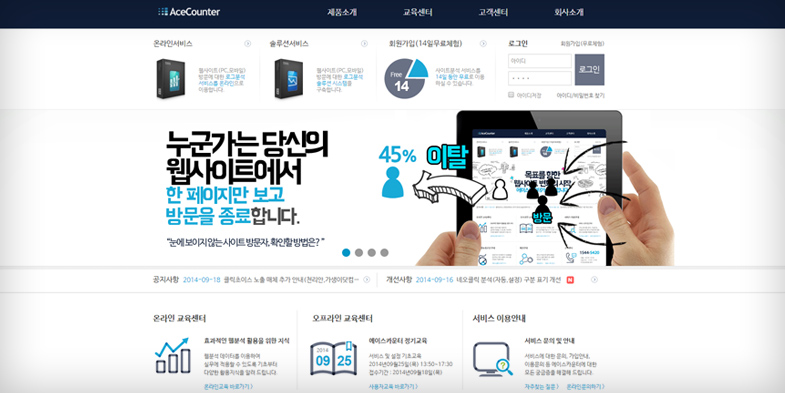 AceCounter
제품소개 교육센터 고객센터 회사소개
온라인서비스
웹사이트(PC,모바일)
방문에 대한 로그분석
서비스를 온라인으로
이용합니다.
솔루션서비스
웹사이트(PC,모바일)
방문에 대한 로그분석
솔루션 시스템을
구축합니다.
회원가입(14일무료체험)
Free
14
사이트분석 서비스를
14일 동안 무료로 이용
하실 수 있습니다.
로그인 회원가입(무료체험)
아이디
로그인
아이디저장 아이디/비밀번호 찾기
누군가는 당신의
웹사이트에서
한 페이지만 보고
방문을 종료합니다.
"눈에 보이지 않는 사이트 방문자, 확인할 방법은?"
45% 이탈
AceCounter
목표를 향한
웹사이트 변화의 시작
방문
공지사항 2014-09-18 클릭초이스 노출 매체 추가 안내
개선사항 2014-09-16 네오클릭 분석(자동,설정) 구분 표기 개선 N
온라인 교육센터
효과적인 웹분석 활용을 위한 지식
웹분석 데이터를 이용하여
실무에 적용할 수 있도록 기초부터
다양한 활용지식을 알려 드립니다.
온라인교육 바로가기 >
오프라인 교육센터
2014
09 25
에이스카운터 정기교육
서비스 및 설정 기초교육
2014년09월25일(목) 13:50~17:30
접수기간 : 2014년09월18일(목)
사용자교육 바로가기 >
서비스 이용안내
서비스 문의 및 안내
서비스에 대한 문의, 가입안내,
이용문의 등 에이스카운터에 대한
모든 궁금증을 해결해 드립니다.
자주묻는 질문 > 온라인문의하기 >